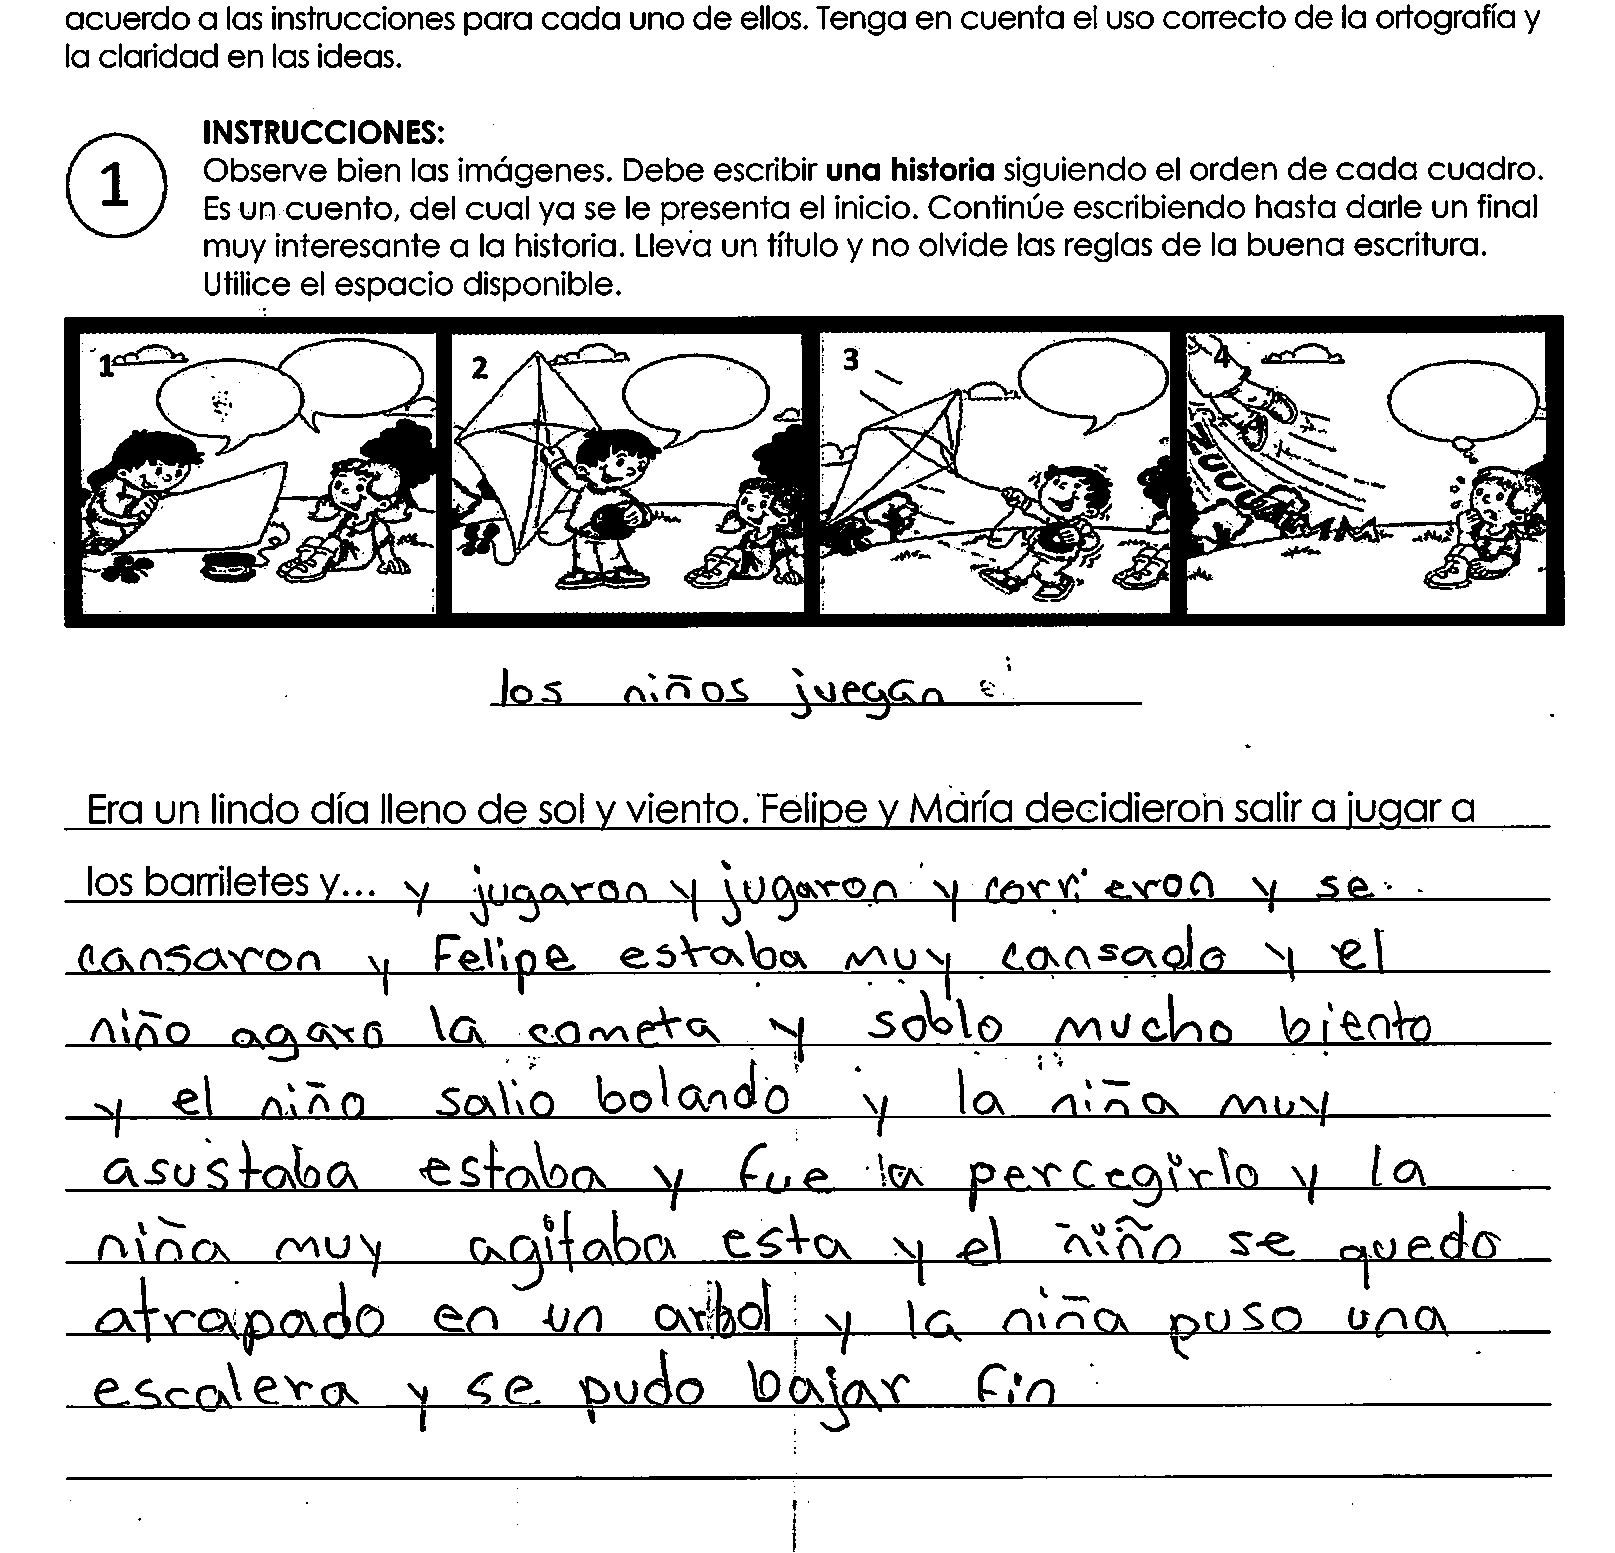 acuerdo a las instrucciones para cada uno de ellos. Tenga en cuenta el uso correcto de la ortografía y
la claridad en las ideas.
1
INSTRUCCIONES:
Observe bien las imágenes. Debe escribir una historia siguiendo el orden de cada cuadro.
Es un cuento, del cual ya se le presenta el inicio. Continúe escribiendo hasta darle un final
muy interesante a la historia. Lleva un título y no olvide las reglas de la buena escritura.
Utilice el espacio disponible.
1 2 3 4
los niños juegan
Era un lindo día lleno de sol y viento. Felipe y María decidieron salir a jugar a
los barriletes y... y jugaron y jugaron y corrieron y se
cansaron y Felipe estaba muy cansado y el
niño agaro la cometa y soblo mucho biento
y el niño salio bolando y la niña muy
asustaba estaba y fue la percegirlo y la
niña muy agitaba esta y el niño se quedo
atrapado en un arbol y la niña puso una
escalera y se pudo bajar fin